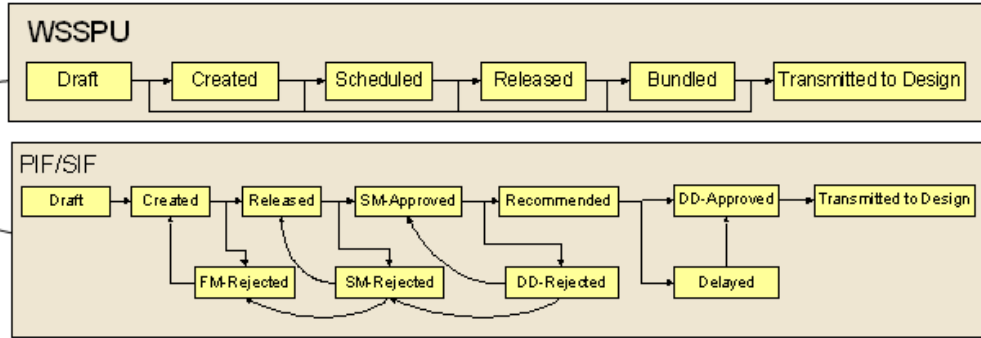 WSSPU
Draft
Created
Scheduled
Released
Bundled
Transmitted to Design
PIF/SIF
Draft
Created
Released
SM-Approved
Recommended
DD-Approved
Transmitted to Design
FM-Rejected
SM-Rejected
DD-Rejected
Delayed